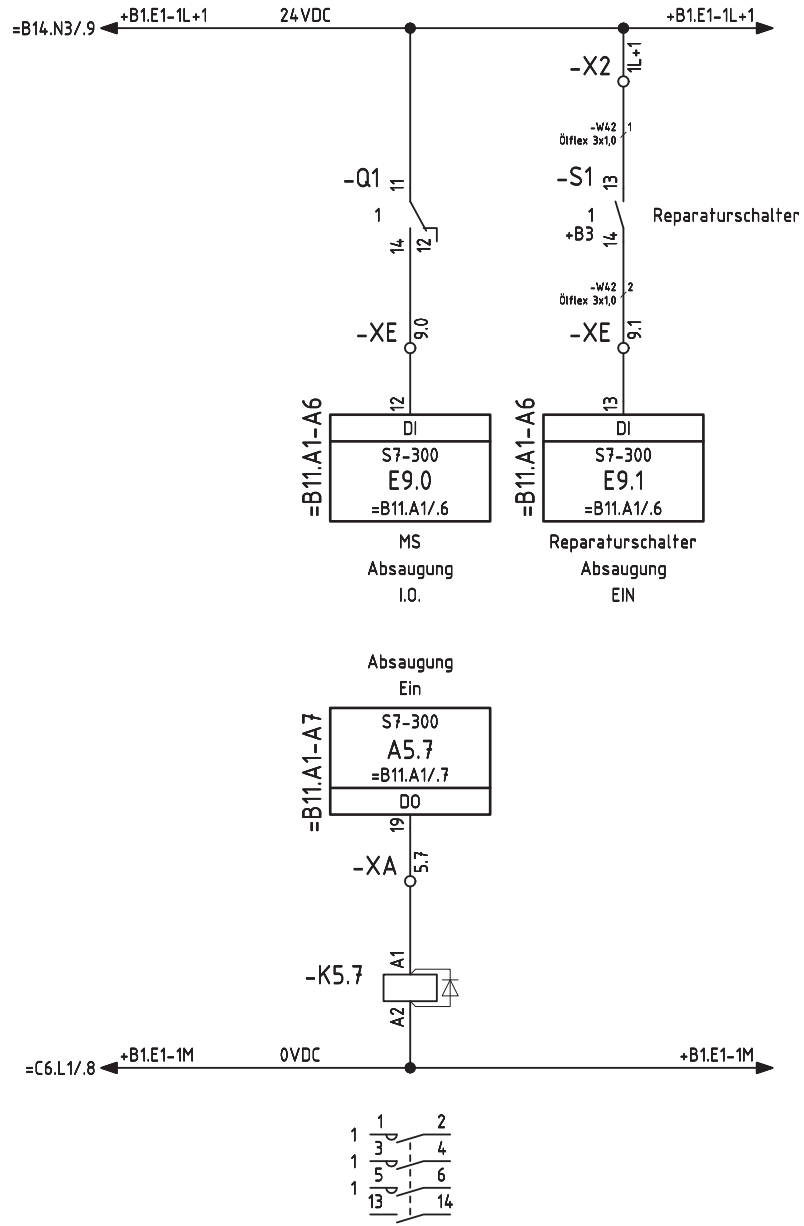 +B1.E1-1L+1 24VDC +B1.E1-1L+1
=B14.N3/.9
-X2 1L+1
-W42 1
Ölflex 3x1,0
-Q1 11
-S1 13
1
14 12
1
+B3 14
Reparaturschalter
-W42 2
Ölflex 3x1,0
-XE 9.0
-XE 9.1
12
13
=B11.A1-A6
DI
S7-300
E9.0
=B11.A1/.6
MS
Absaugung
I.O.
=B11.A1-A6
DI
S7-300
E9.1
=B11.A1/.6
Reparaturschalter
Absaugung
EIN
Absaugung
Ein
=B11.A1-A7
S7-300
A5.7
=B11.A1/.7
DO
19
-XA 5.7
A1
-K5.7
A2
+B1.E1-1M 0VDC +B1.E1-1M
=C6.L1/.8
1 1 2
1 3 4
1 5 6
13 14